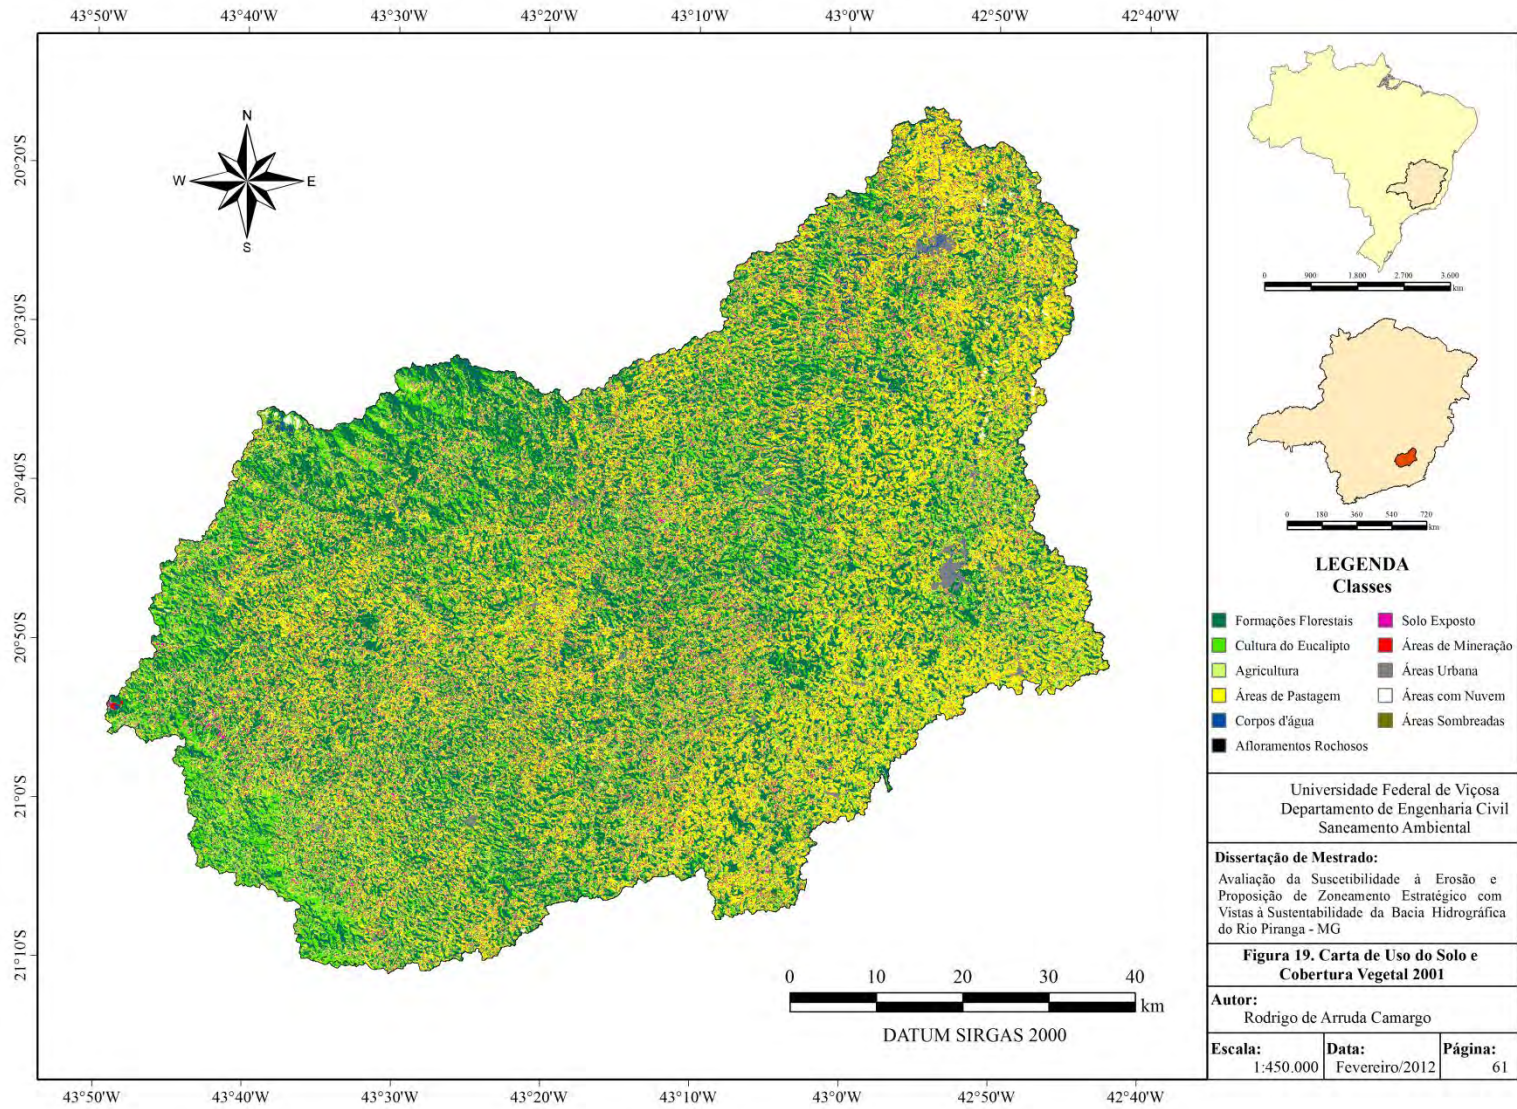 43°50'W 43°40'W 43°30'W 43°20'W 43°10'W 43°0'W 42°50'W 42°40'W
20°20'S
20°30'S
20°40'S
20°50'S
21°0'S
21°10'S
N
W E
S
0 10 20 30 40
km
DATUM SIRGAS 2000
43°50'W 43°40'W 43°30'W 43°20'W 43°10'W 43°0'W 42°50'W 42°40'W
0 900 1.800 2.700 3.600
km
0 180 360 540 720
km
LEGENDA
Classes
Formações Florestais
Cultura do Eucalipto
Agricultura
Áreas de Pastagem
Corpos d'água
Afloramentos Rochosos
Solo Exposto
Áreas de Mineração
Áreas Urbana
Áreas com Nuvem
Áreas Sombreadas
Universidade Federal de Viçosa
Departamento de Engenharia Civil
Saneamento Ambiental
Dissertação de Mestrado:
Avaliação da Suscetibilidade à Erosão e
Proposição de Zoneamento Estratégico com
Vistas à Sustentabilidade da Bacia Hidrográfica
do Rio Piranga - MG
Figura 19. Carta de Uso do Solo e
Cobertura Vegetal 2001
Autor:
Rodrigo de Arruda Camargo
Escala:
1:450.000
Data:
Fevereiro/2012
Página:
61